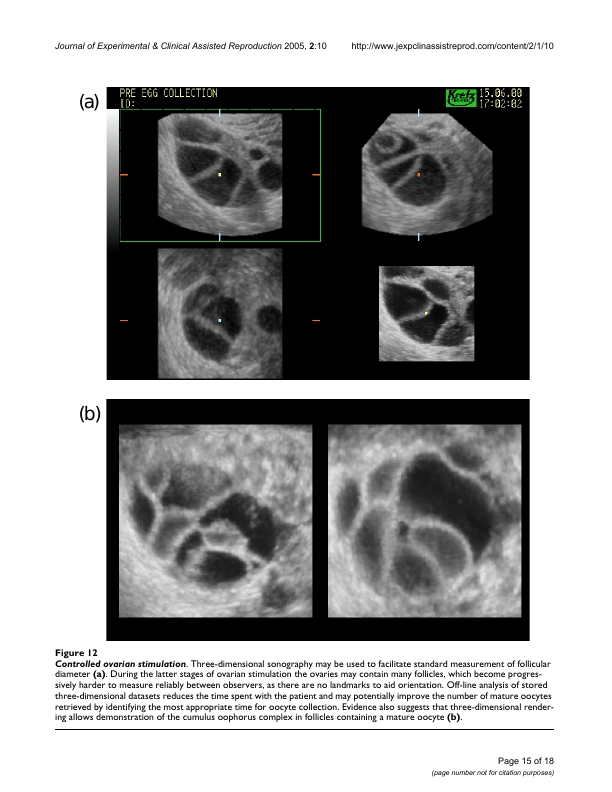 Journal of Experimental & Clinical Assisted Reproduction 2005, 2:10 http://www.jexpclinassistreprod.com/content/2/1/10
(a)
PRE EGG COLLECTION
ID:
Kretz
15.06.00
17:02:02
(b)
Figure 12
Controlled ovarian stimulation. Three-dimensional sonography may be used to facilitate standard measurement of follicular
diameter (a). During the latter stages of ovarian stimulation the ovaries may contain many follicles, which become progres-
sively harder to measure reliably between observers, as there are no landmarks to aid orientation. Off-line analysis of stored
three-dimensional datasets reduces the time spent with the patient and may potentially improve the number of mature oocytes
retrieved by identifying the most appropriate time for oocyte collection. Evidence also suggests that three-dimensional render-
ing allows demonstration of the cumulus oophorus complex in follicles containing a mature oocyte (b).
Page 15 of 18
(page number not for citation purposes)